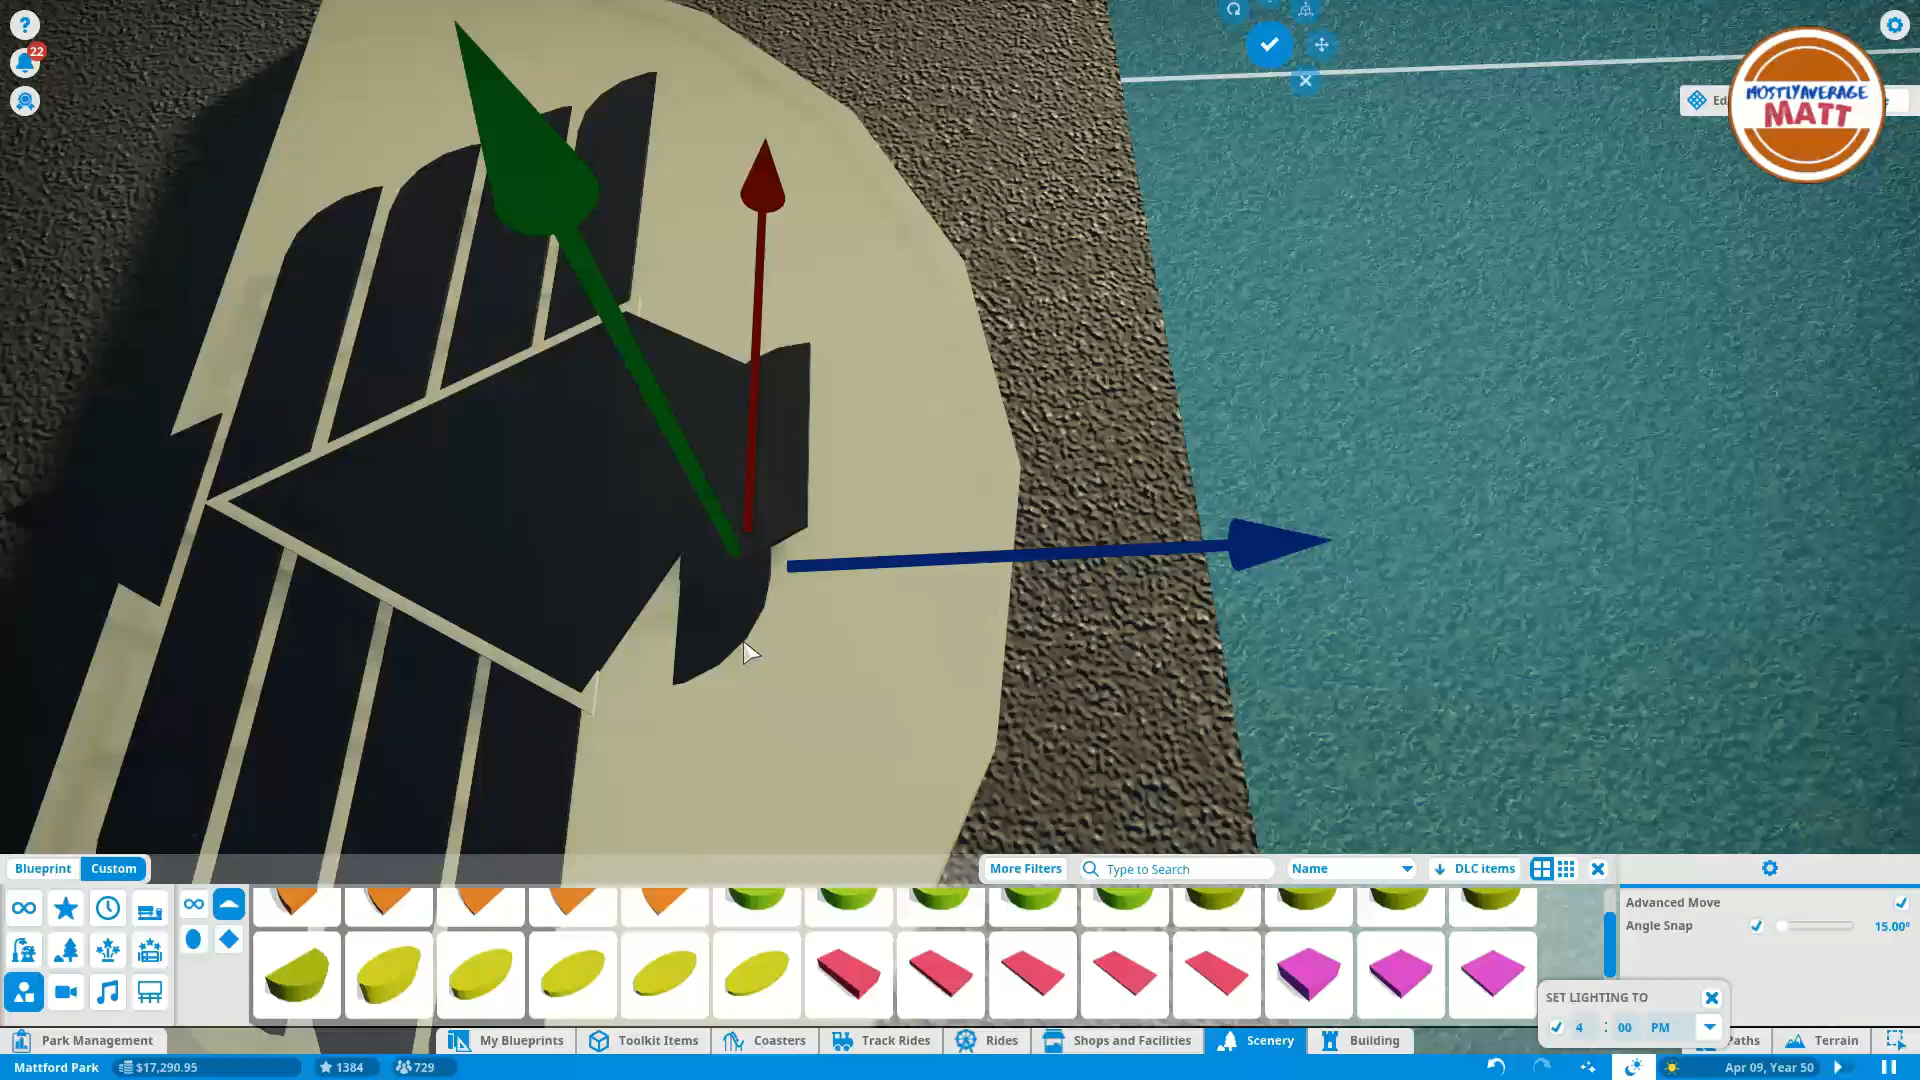 ?
22
Ed
MOSTLYAVERAGE
MATT
Blueprint
Custom
More Filters
Type to Search
Name
DLC items
Advanced Move
Angle Snap
15.00°
SET LIGHTING TO
4 : 00 PM
Park Management
My Blueprints
Toolkit Items
Coasters
Track Rides
Rides
Shops and Facilities
Scenery
Building
Paths
Terrain
Mattford Park
$17,290.95
1384
729
Apr 09, Year 50